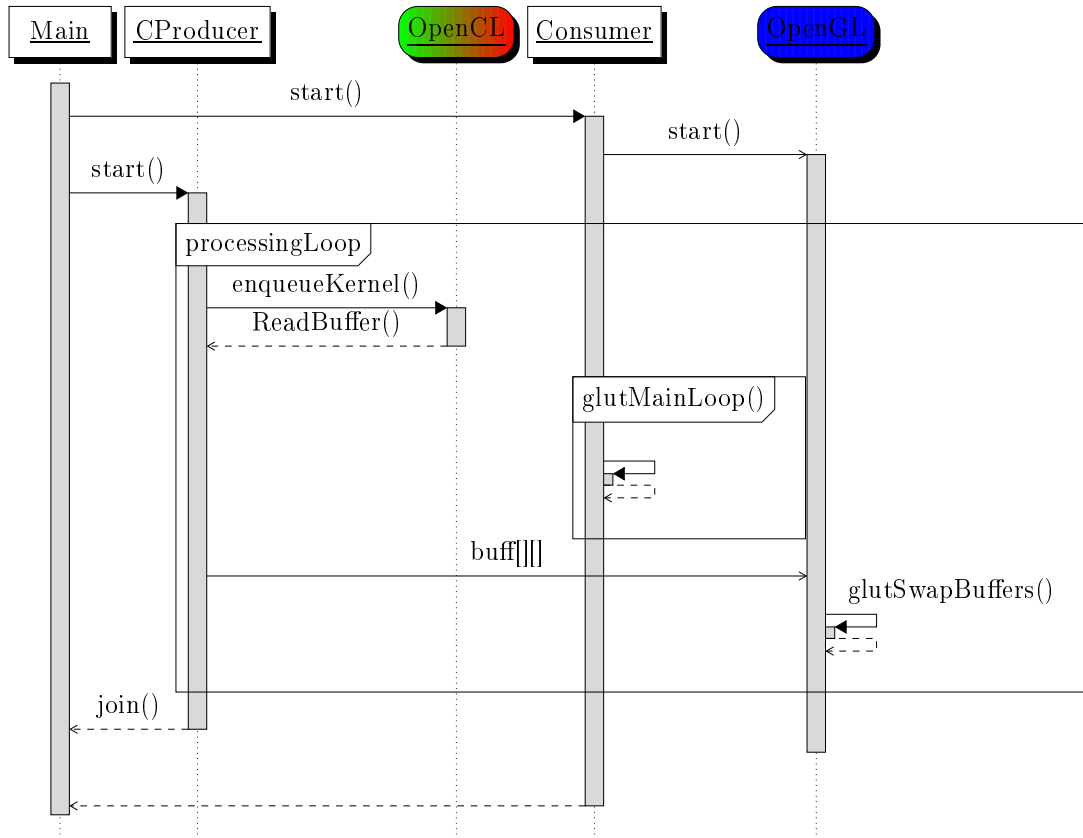 Main
CProducer
OpenCL
Consumer
OpenGL
start()
start()
start()
processingLoop
enqueueKernel()
ReadBuffer()
glutMainLoop()
buff[][]
glutSwapBuffers()
join()